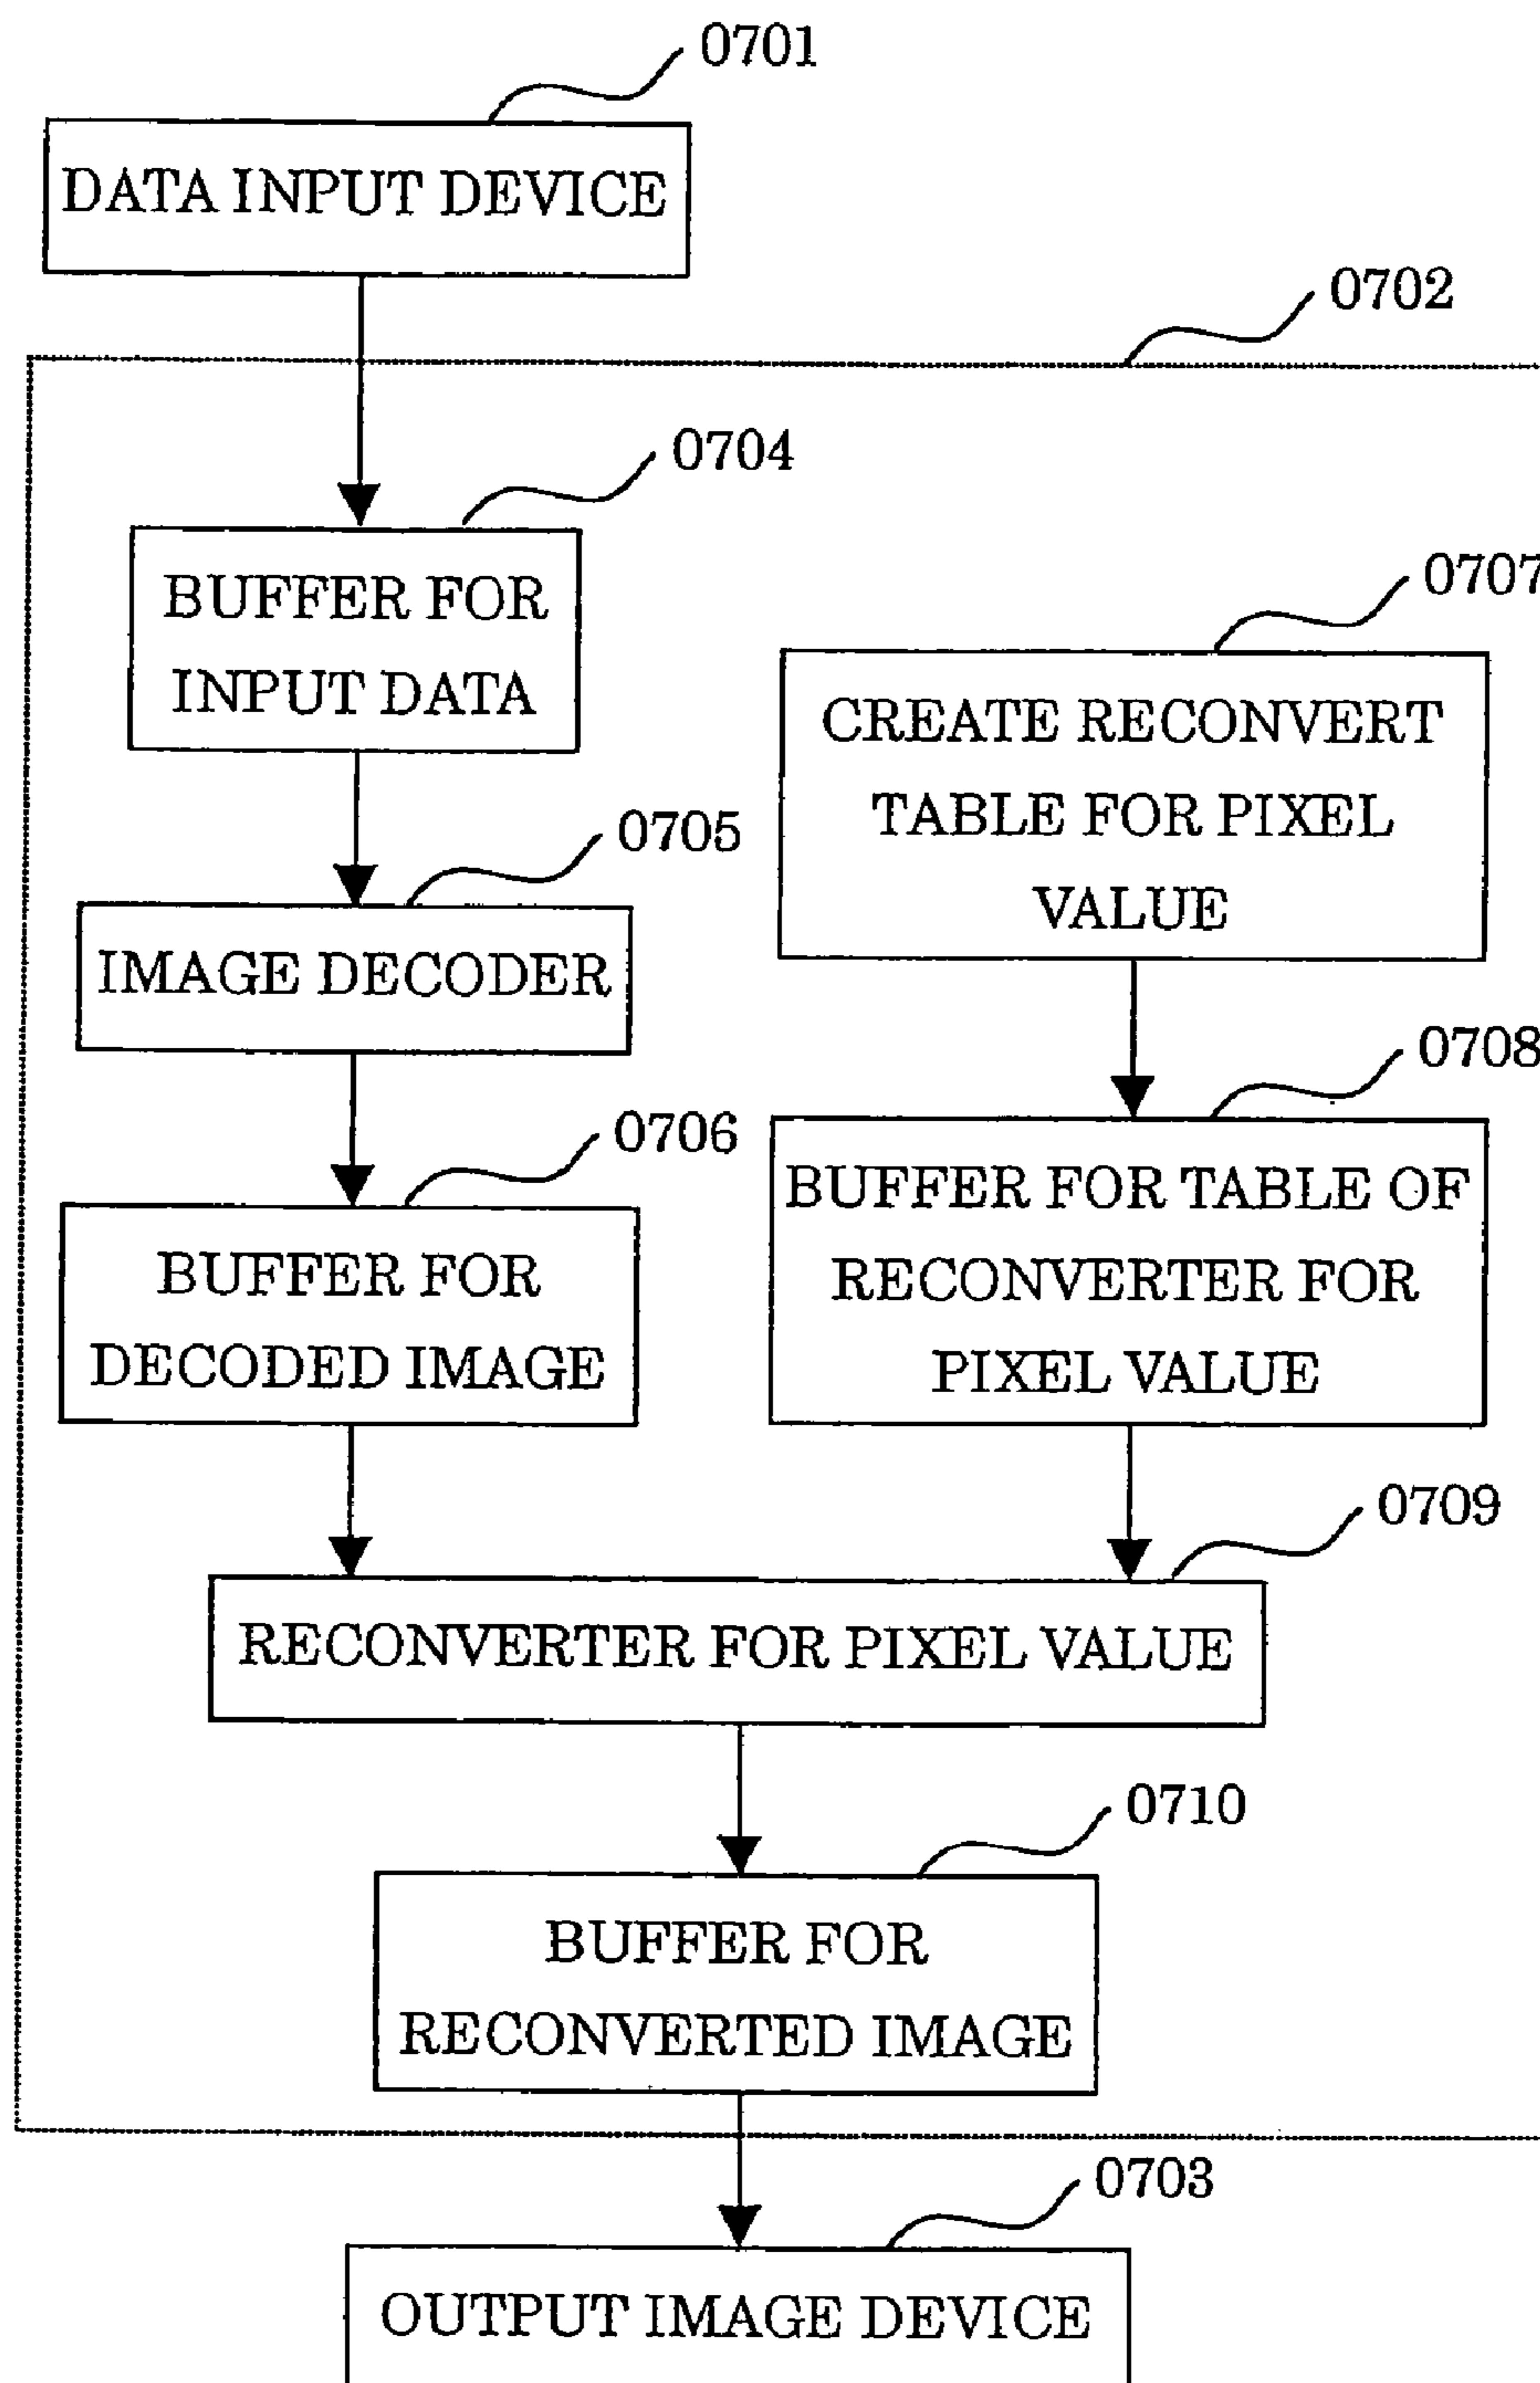 0701
DATA INPUT DEVICE
0702
0704
BUFFER FOR
INPUT DATA
0707
CREATE RECONVERT
TABLE FOR PIXEL
VALUE
0705
IMAGE DECODER
0708
BUFFER FOR TABLE OF
RECONVERTER FOR
PIXEL VALUE
0706
BUFFER FOR
DECODED IMAGE
0709
RECONVERTER FOR PIXEL VALUE
0710
BUFFER FOR
RECONVERTED IMAGE
0703
OUTPUT IMAGE DEVICE